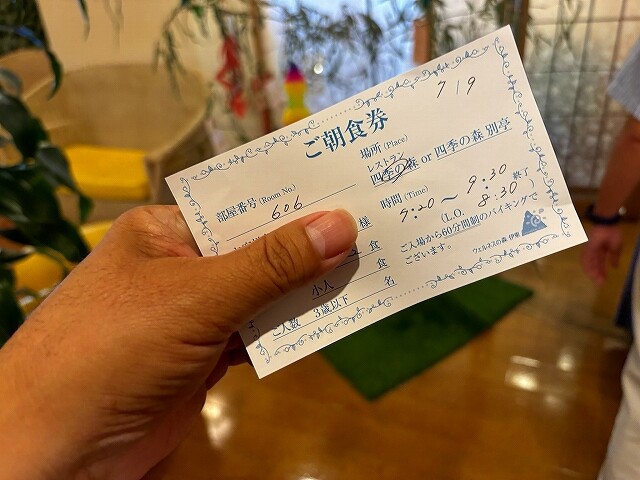 7 19
ご朝食券
場所 (Place)
レストラン
四季の森 or 四季の森 別亭
部屋番号 (Room No.)
606
時間 (Time)
7:20 〜 9:30 終了
(L.O. 8:30 )
ご入場から60分間制のバイキングで
ございます。
様
食
小人 食
ご人数 3歳以下 名
ウェルネスの森 伊東